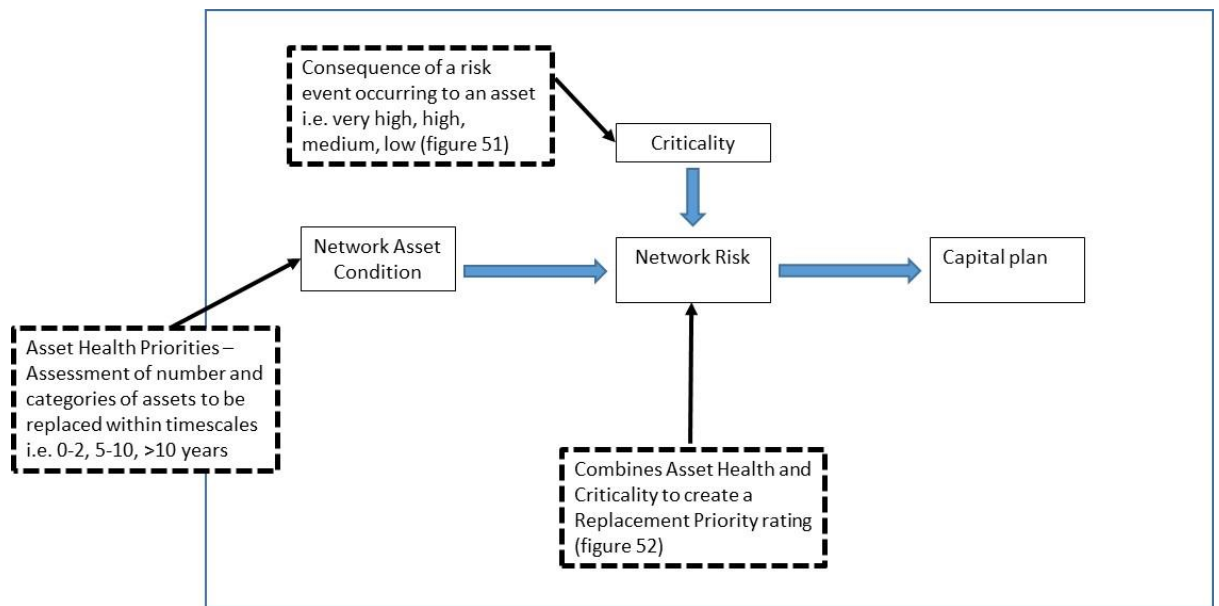 Consequence of a risk
event occurring to an asset
i.e. very high, high,
medium, low (figure 51)
Criticality
Network Asset
Condition
Network Risk
Capital plan
Asset Health Priorities –
Assessment of number and
categories of assets to be
replaced within timescales
i.e. 0-2, 5-10, >10 years
Combines Asset Health and
Criticality to create a
Replacement Priority rating
(figure 52)